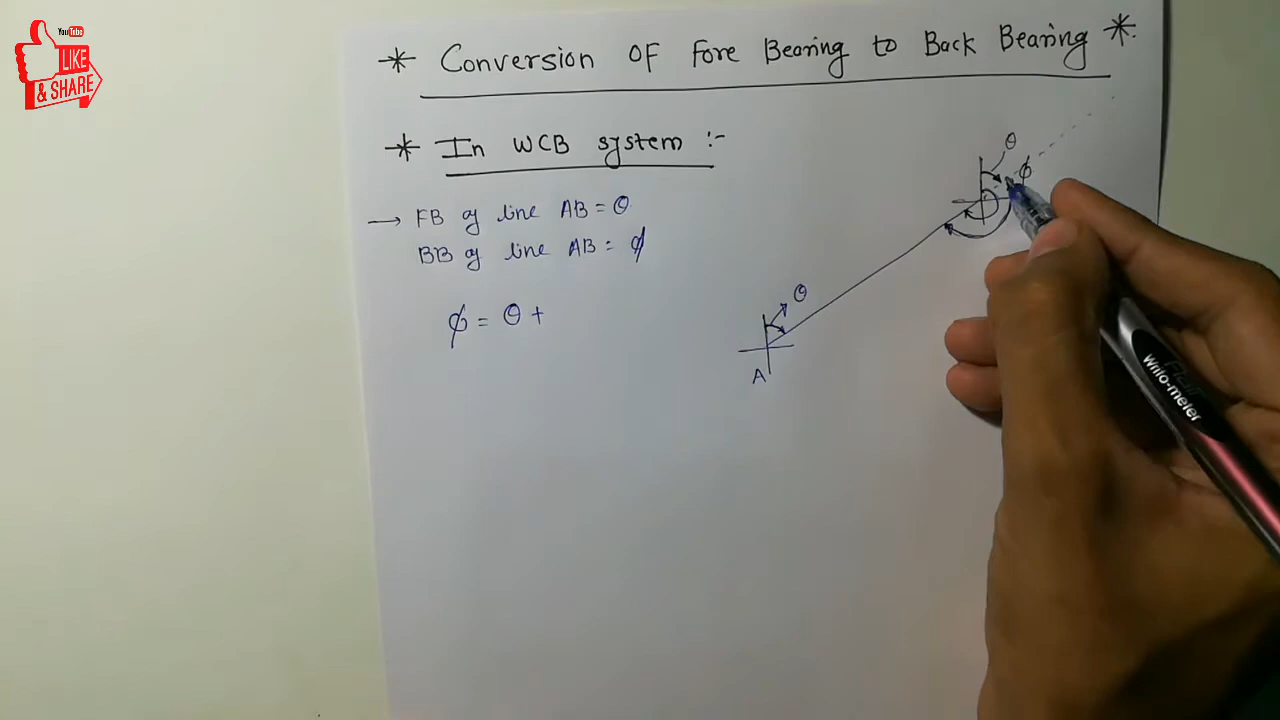 YouTube
LIKE
& SHARE
* Conversion OF Fore Bearing to Back Bearing *
* In WCB system :-
→ FB of line AB = θ
BB of line AB = ϕ
ϕ = θ +
θ
ϕ
θ
A
Wrilo-meter